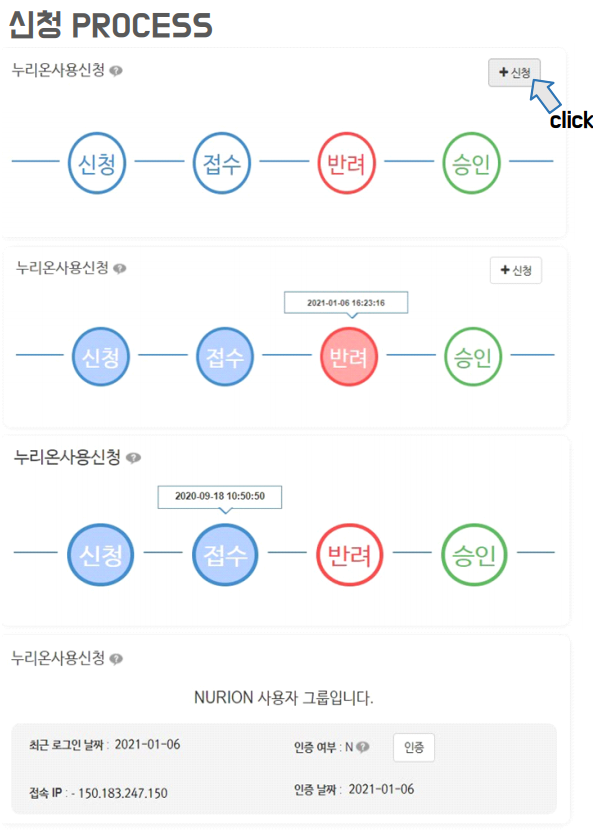 신청 PROCESS
누리온사용신청 ?
+ 신청
click
신청 접수 반려 승인
누리온사용신청 ?
+ 신청
2021-01-06 16:23:16
신청 접수 반려 승인
누리온사용신청 ?
2020-09-18 10:50:50
신청 접수 반려 승인
누리온사용신청 ?
NURION 사용자 그룹입니다.
최근 로그인 날짜 : 2021-01-06
인증 여부 : N ? 인증
접속 IP : - 150.183.247.150
인증 날짜 : 2021-01-06